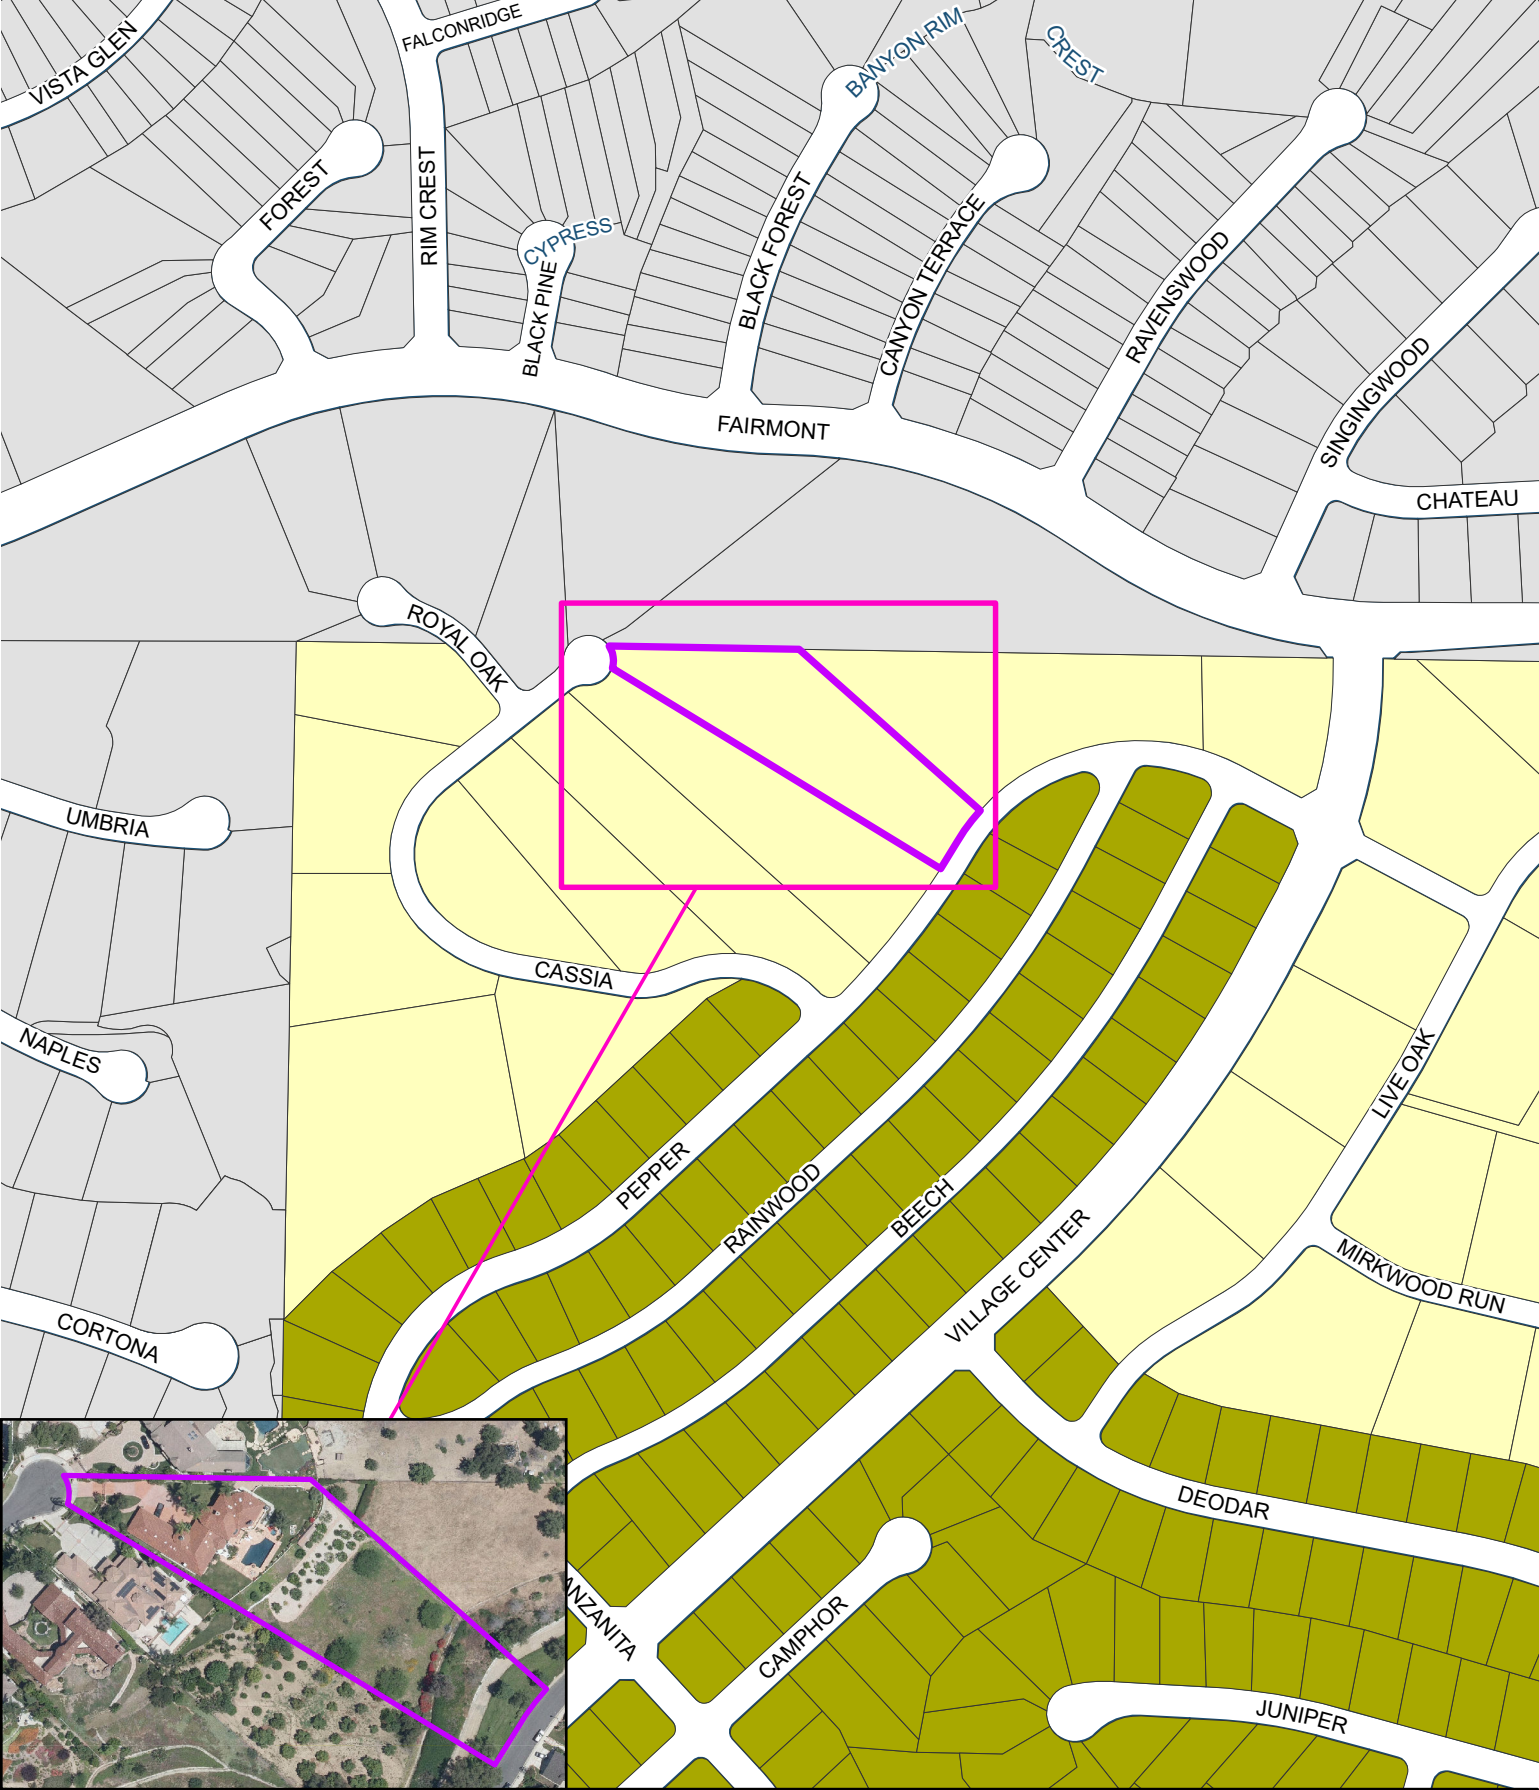 VISTA GLEN
FALCONRIDGE
BANYON RIM
CREST
FOREST
RIM CREST
CYPRESS
BLACK PINE
BLACK FOREST
CANYON TERRACE
RAVENSWOOD
SINGINGWOOD
FAIRMONT
CHATEAU
ROYAL OAK
UMBRIA
CASSIA
NAPLES
LIVE OAK
PEPPER
RAINWOOD
BEECH
VILLAGE CENTER
MIRKWOOD RUN
CORTONA
DEODAR
ANZANITA
CAMPHOR
JUNIPER